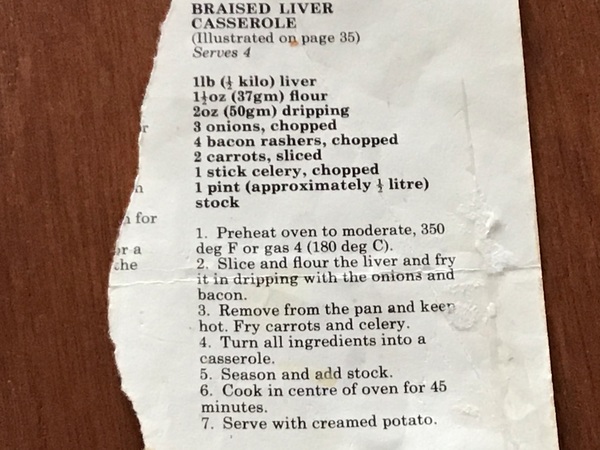 BRAISED LIVER
CASSEROLE
(Illustrated on page 35)
Serves 4
1lb (½ kilo) liver
1½oz (37gm) flour
2oz (50gm) dripping
3 onions, chopped
4 bacon rashers, chopped
2 carrots, sliced
1 stick celery, chopped
1 pint (approximately ½ litre)
stock
for
or a
the
1. Preheat oven to moderate, 350
deg F or gas 4 (180 deg C).
2. Slice and flour the liver and fry
it in dripping with the onions and
bacon.
3. Remove from the pan and keep
hot. Fry carrots and celery.
4. Turn all ingredients into a
casserole.
5. Season and add stock.
6. Cook in centre of oven for 45
minutes.
7. Serve with creamed potato.